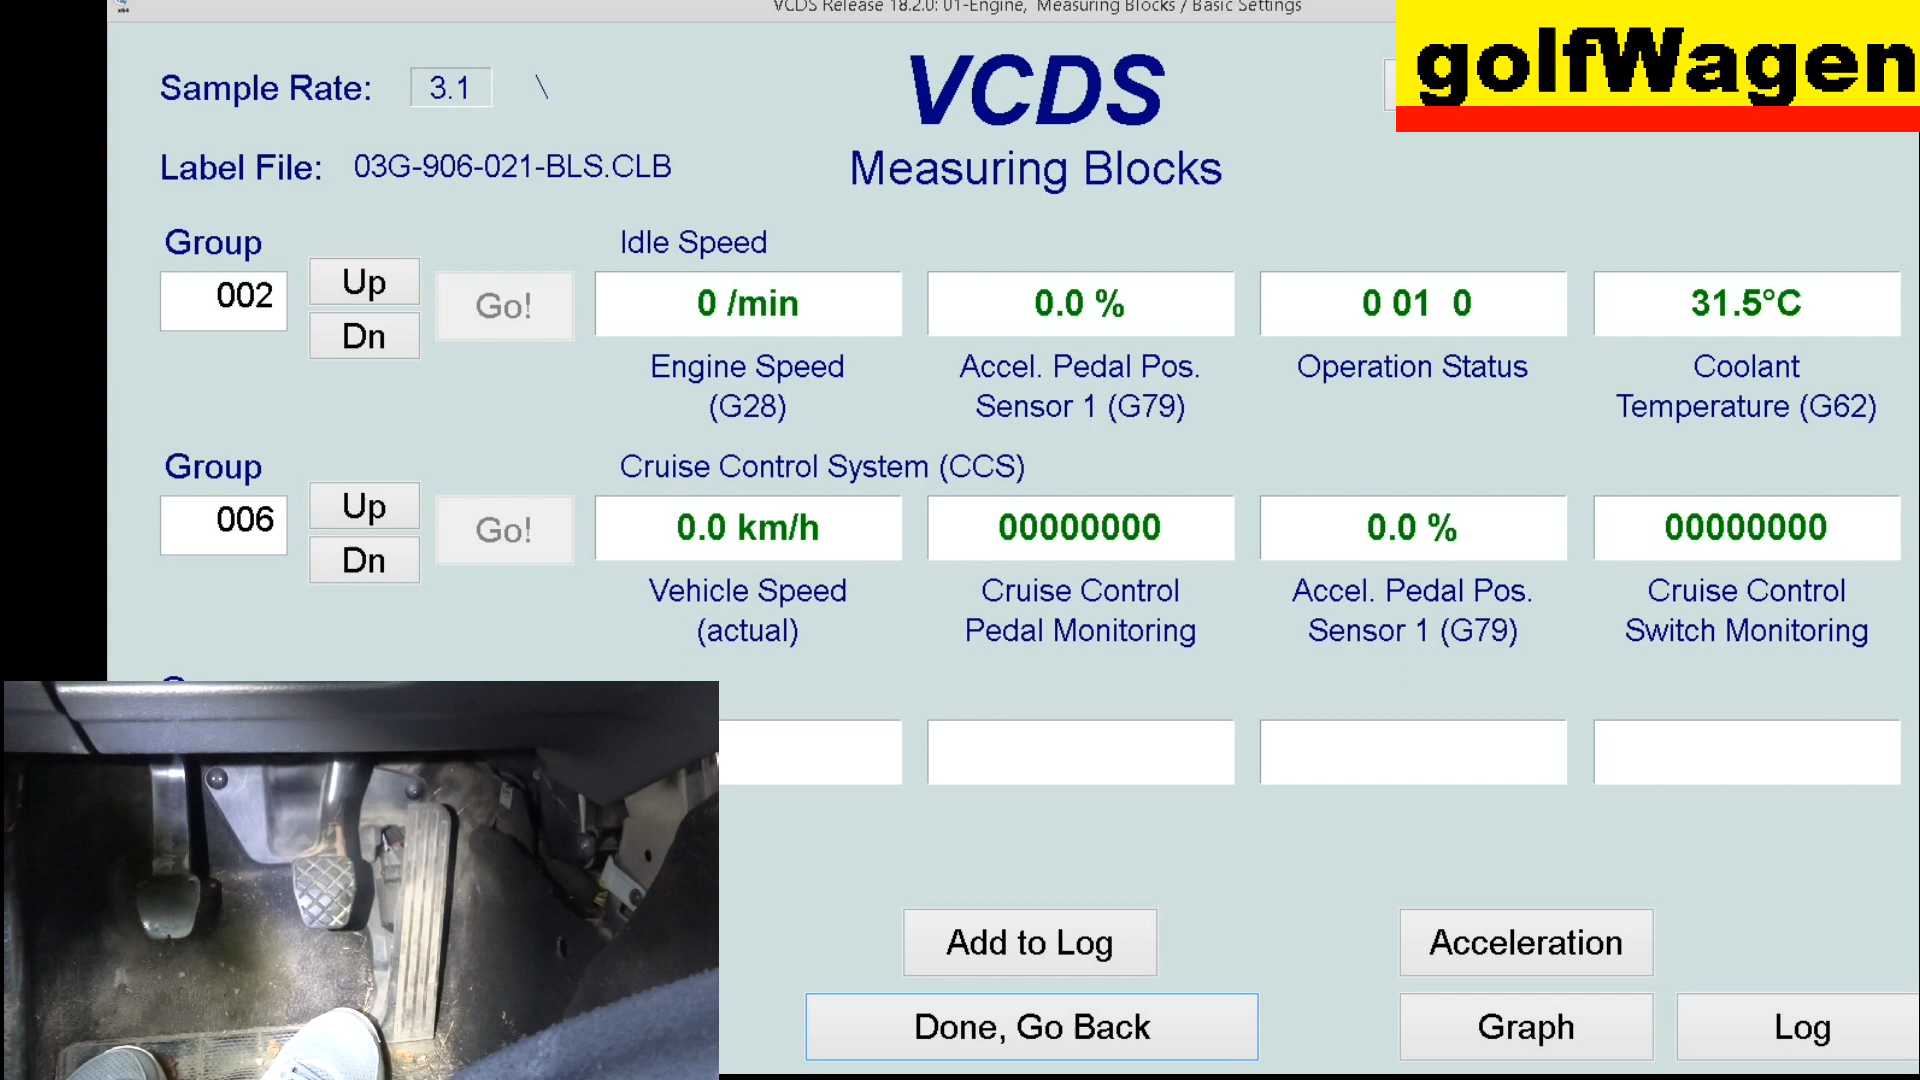 VCDS Release 18.2.0: 01-Engine, Measuring Blocks / Basic Settings
golfWagen
Sample Rate: 3.1 \
VCDS
Label File: 03G-906-021-BLS.CLB
Measuring Blocks
Group
Idle Speed
002
Up
Dn
Go!
0 /min
0.0 %
0 01 0
31.5°C
Engine Speed
(G28)
Accel. Pedal Pos.
Sensor 1 (G79)
Operation Status
Coolant
Temperature (G62)
Group
Cruise Control System (CCS)
006
Up
Dn
Go!
0.0 km/h
00000000
0.0 %
00000000
Vehicle Speed
(actual)
Cruise Control
Pedal Monitoring
Accel. Pedal Pos.
Sensor 1 (G79)
Cruise Control
Switch Monitoring
Add to Log
Acceleration
Done, Go Back
Graph
Log